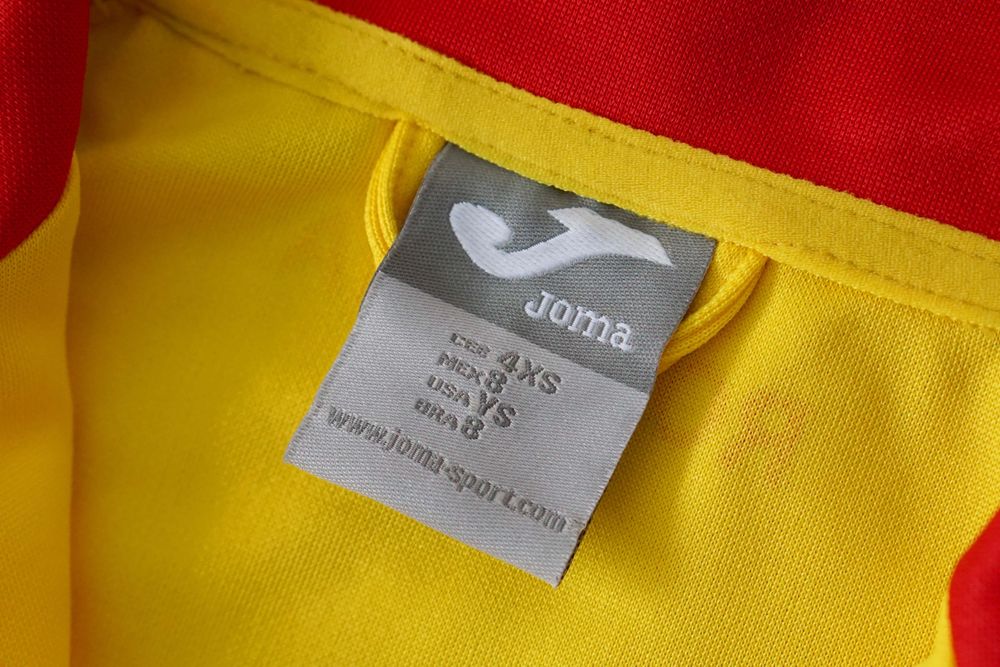 Joma
CEE 4XS
MEX 8
USA YS
BRA 8
www.joma-sport.com